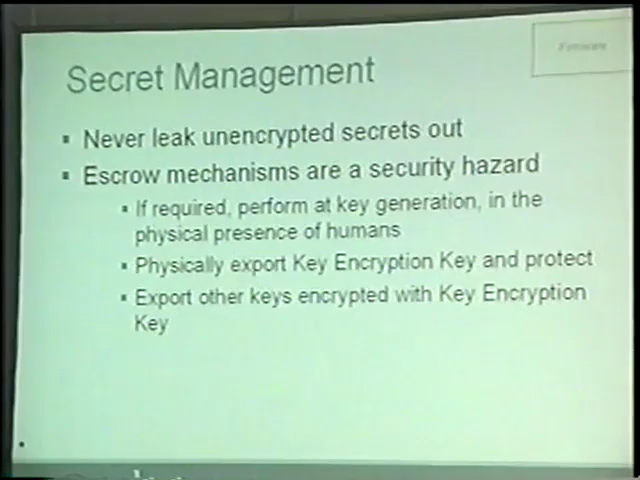 Firmware
Secret Management
▪ Never leak unencrypted secrets out
▪ Escrow mechanisms are a security hazard
▪ If required, perform at key generation, in the
physical presence of humans
▪ Physically export Key Encryption Key and protect
▪ Export other keys encrypted with Key Encryption
Key